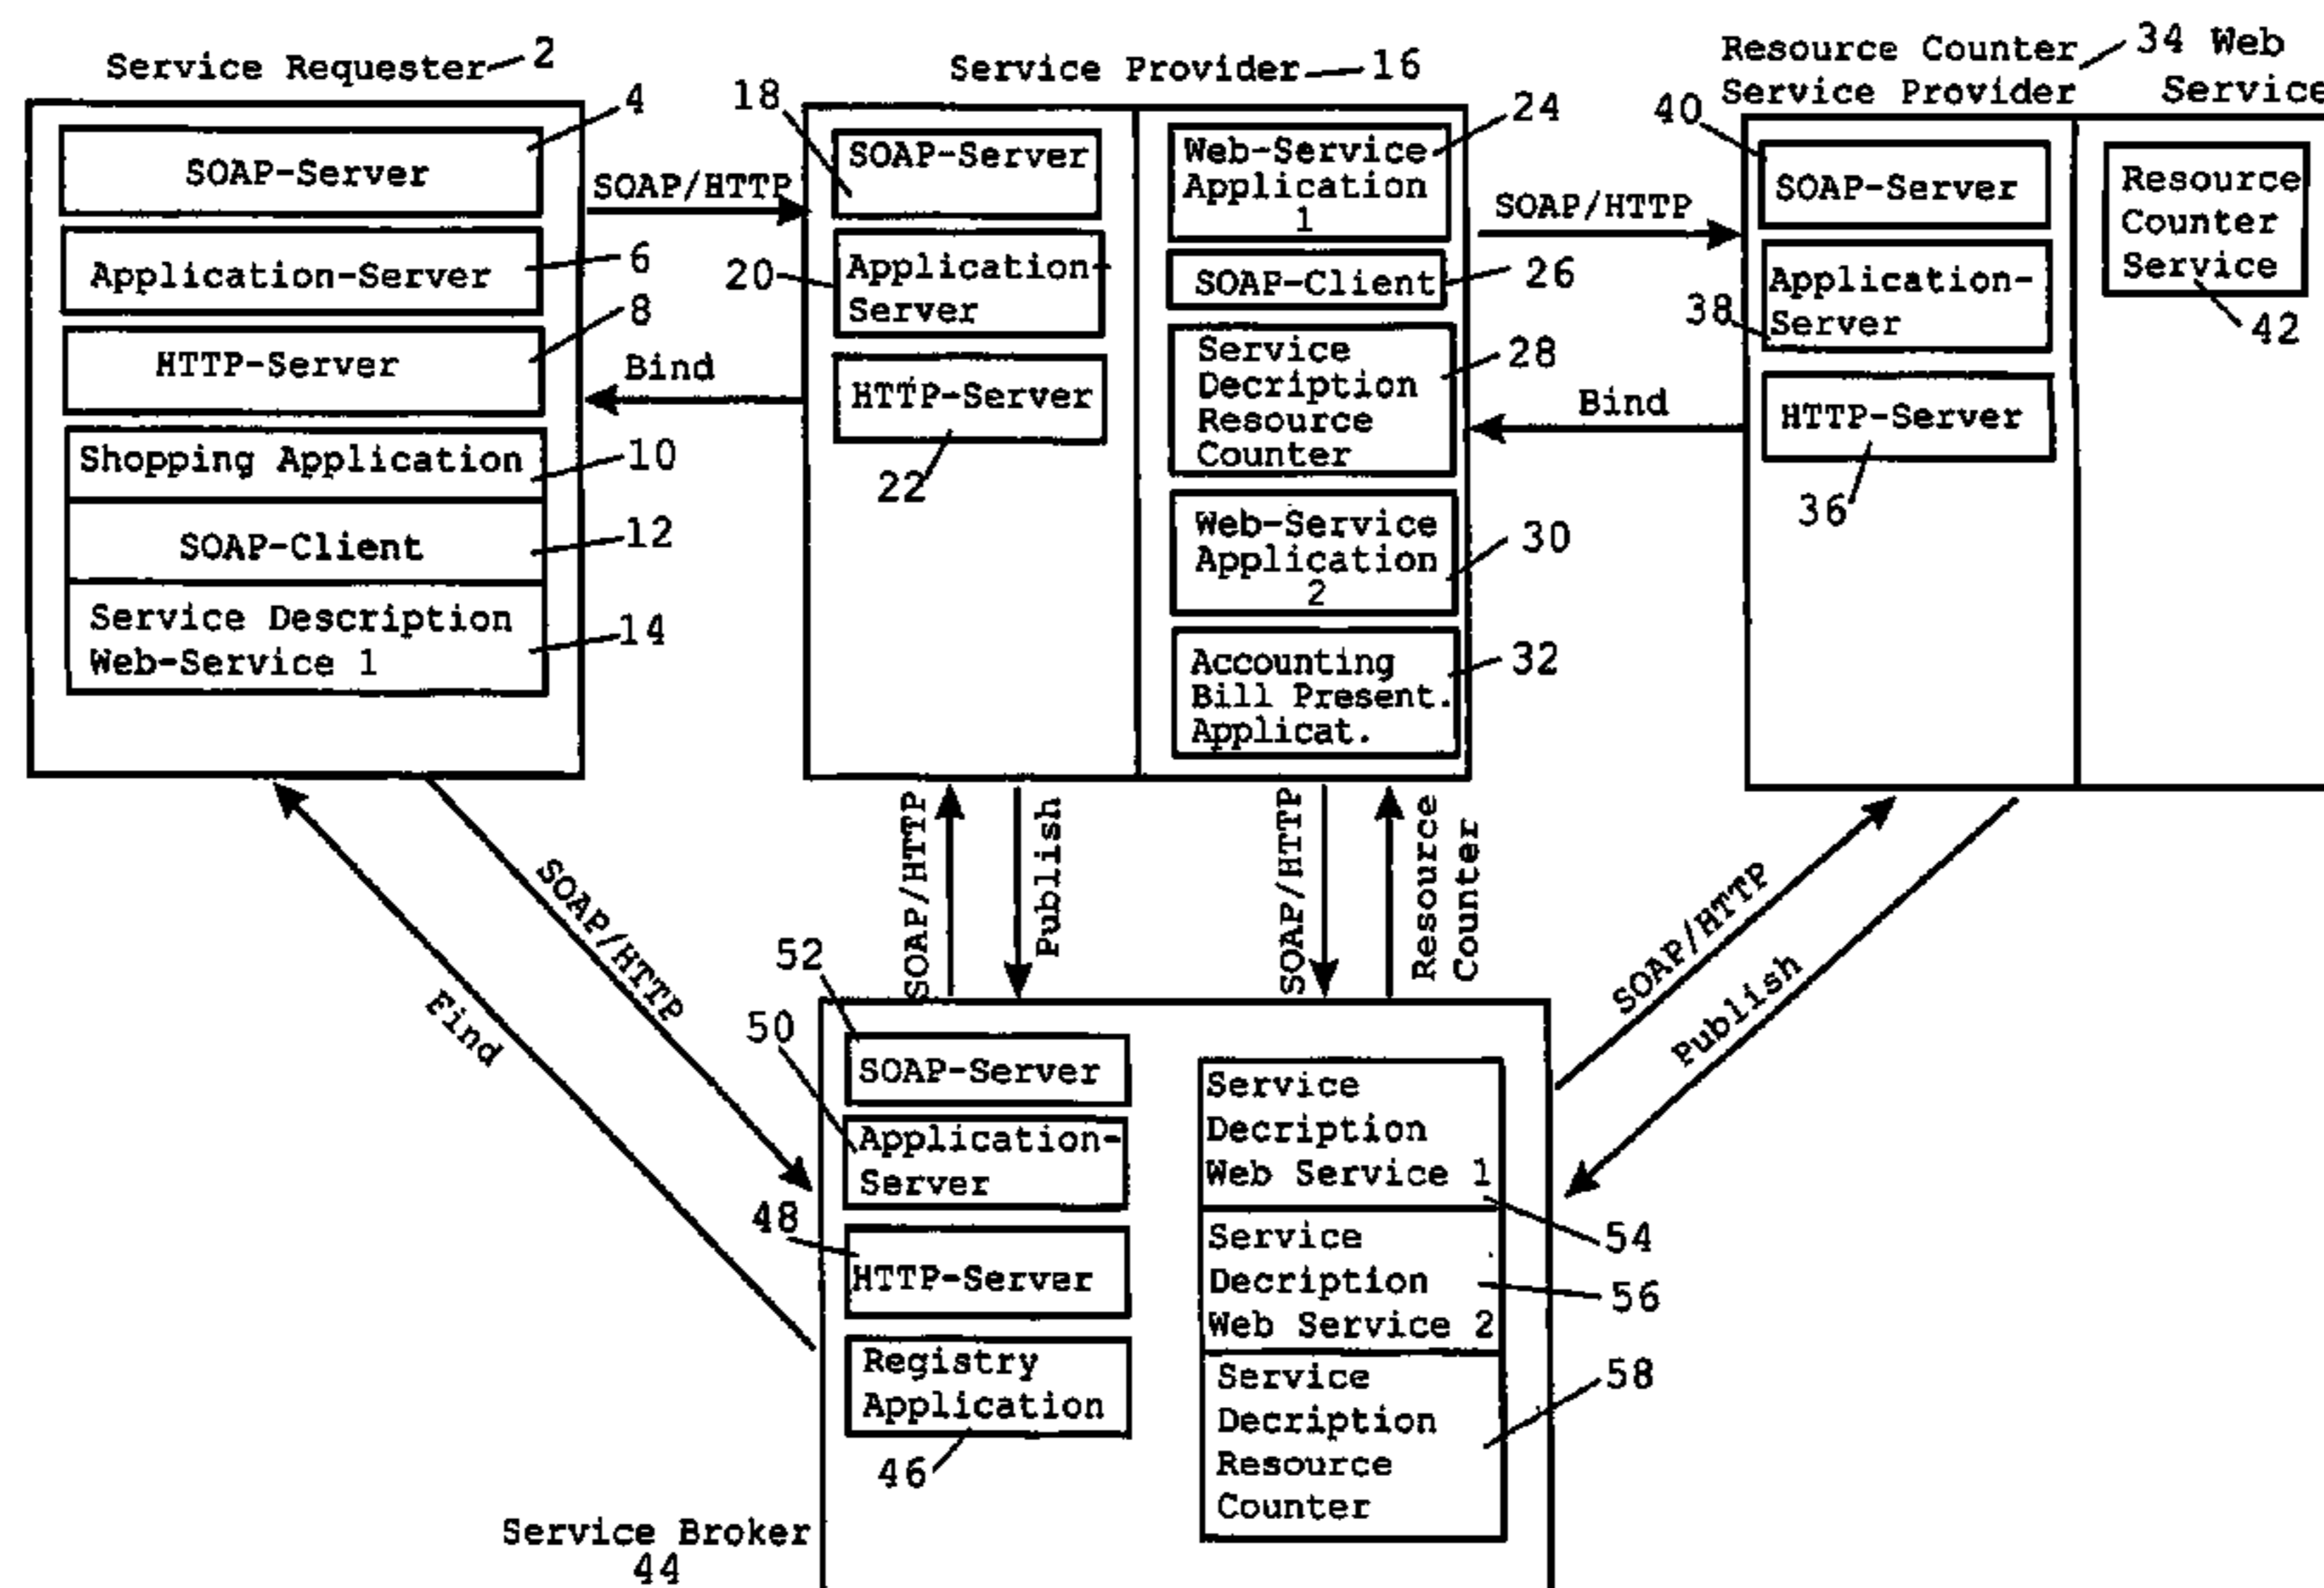 Service Requester 2
4
SOAP-Server
Application-Server
6
HTTP-Server
8
Shopping Application
10
SOAP-Client
12
Service Description
Web-Service 1
14
SOAP/HTTP
Bind
Service Provider 16
18
SOAP-Server
20
Application-
Server
HTTP-Server
22
Web-Service
Application
1
24
SOAP-Client
26
Service
Decription
Resource
Counter
28
Web-Service
Application
2
30
Accounting
Bill Present.
Applicat.
32
SOAP/HTTP
Bind
Resource Counter
Service Provider
34 Web
Service
40
SOAP-Server
Application-
Server
38
HTTP-Server
36
Resource
Counter
Service
42
SOAP/HTTP
Find
SOAP/HTTP
Publish
SOAP/HTTP
Resource
Counter
SOAP/HTTP
Publish
52
SOAP-Server
50
Application-
Server
48
HTTP-Server
Registry
Application
46
Service
Decription
Web Service 1
54
Service
Decription
Web Service 2
56
Service
Decription
Resource
Counter
58
Service Broker
44